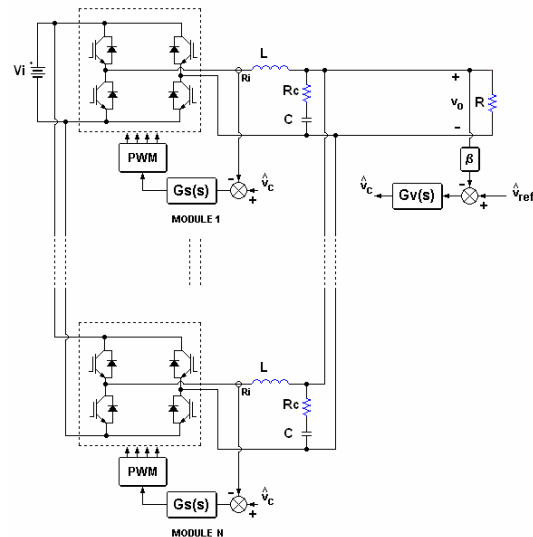 Vi
+
L
Ri
Rc
C
+
v₀
−
R
PWM
Gs(s)
−
+
v̂c
MODULE 1
β
v̂c
Gv(s)
−
+
v̂ref
L
Ri
Rc
C
PWM
Gs(s)
−
+
v̂c
MODULE N